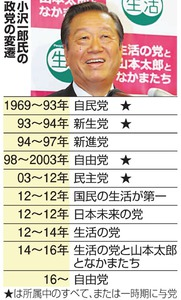 小沢一郎氏の
政党の変遷
生活の党と
山本太郎と
なかまたち
1969～93年 自民党 ★
93～94年 新生党 ★
94～97年 新進党
98～2003年 自由党 ★
03～12年 民主党 ★
12～12年 国民の生活が第一
12～12年 日本未来の党
12～14年 生活の党
14～16年 生活の党と山本太郎
となかまたち
16～ 自由党
★は所属中のすべて、または一時期に与党